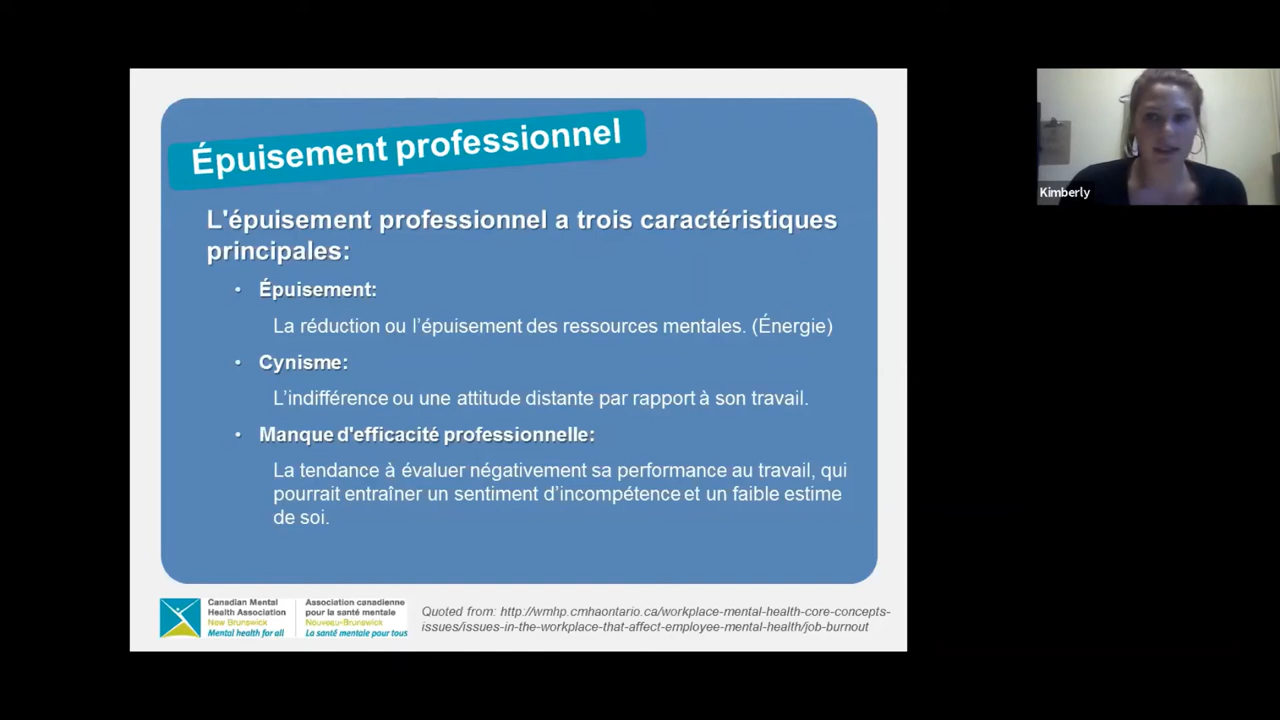 Épuisement professionnel
L'épuisement professionnel a trois caractéristiques
principales:
• Épuisement:
La réduction ou l'épuisement des ressources mentales. (Énergie)
• Cynisme:
L'indifférence ou une attitude distante par rapport à son travail.
• Manque d'efficacité professionnelle:
La tendance à évaluer négativement sa performance au travail, qui
pourrait entraîner un sentiment d'incompétence et un faible estime
de soi.
Canadian Mental
Health Association
New Brunswick
Mental health for all
Association canadienne
pour la santé mentale
Nouveau-Brunswick
La santé mentale pour tous
Quoted from: http://wmhp.cmhaontario.ca/workplace-mental-health-core-concepts-
issues/issues-in-the-workplace-that-affect-employee-mental-health/job-burnout
Kimberly